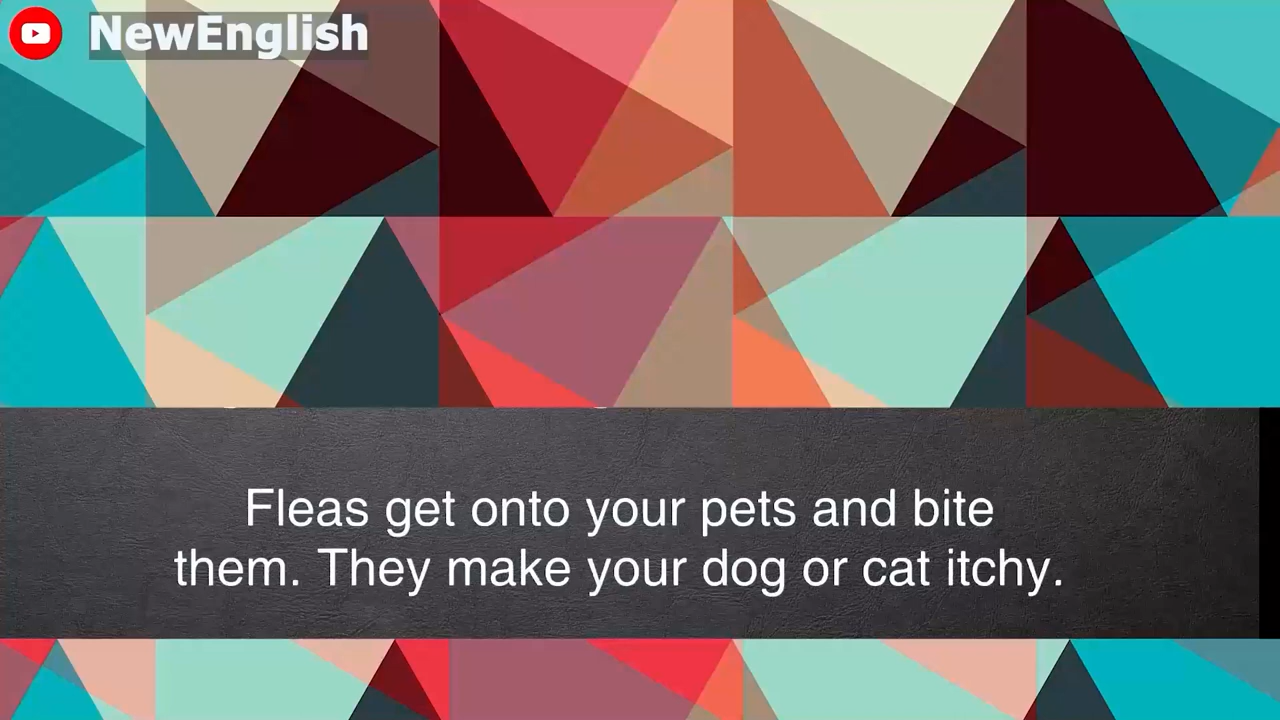 NewEnglish
Fleas get onto your pets and bite
them. They make your dog or cat itchy.